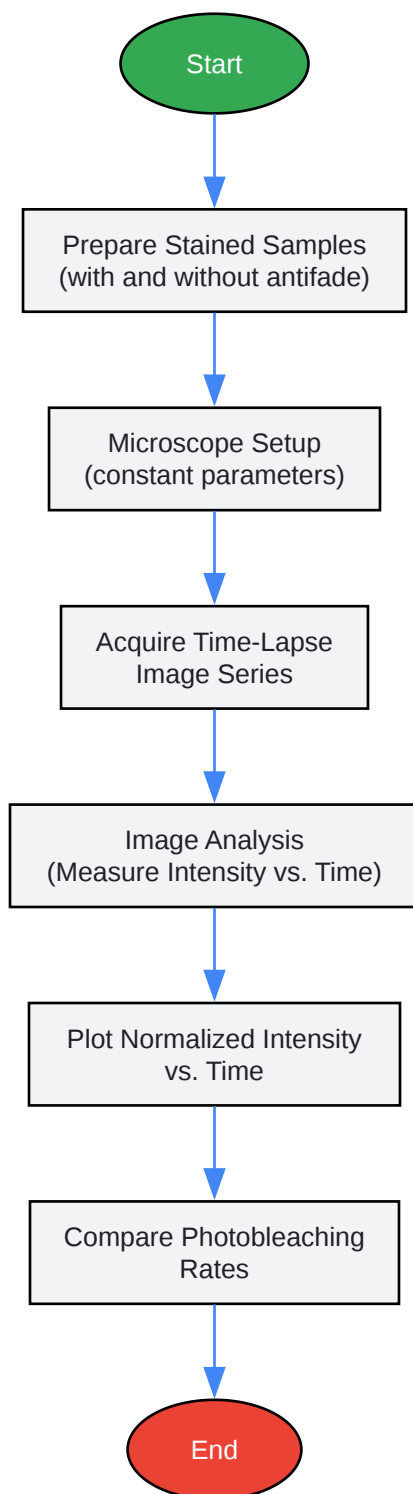 Start
Prepare Stained Samples
(with and without antifade)
Microscope Setup
(constant parameters)
Acquire Time-Lapse
Image Series
Image Analysis
(Measure Intensity vs. Time)
Plot Normalized Intensity
vs. Time
Compare Photobleaching
Rates
End